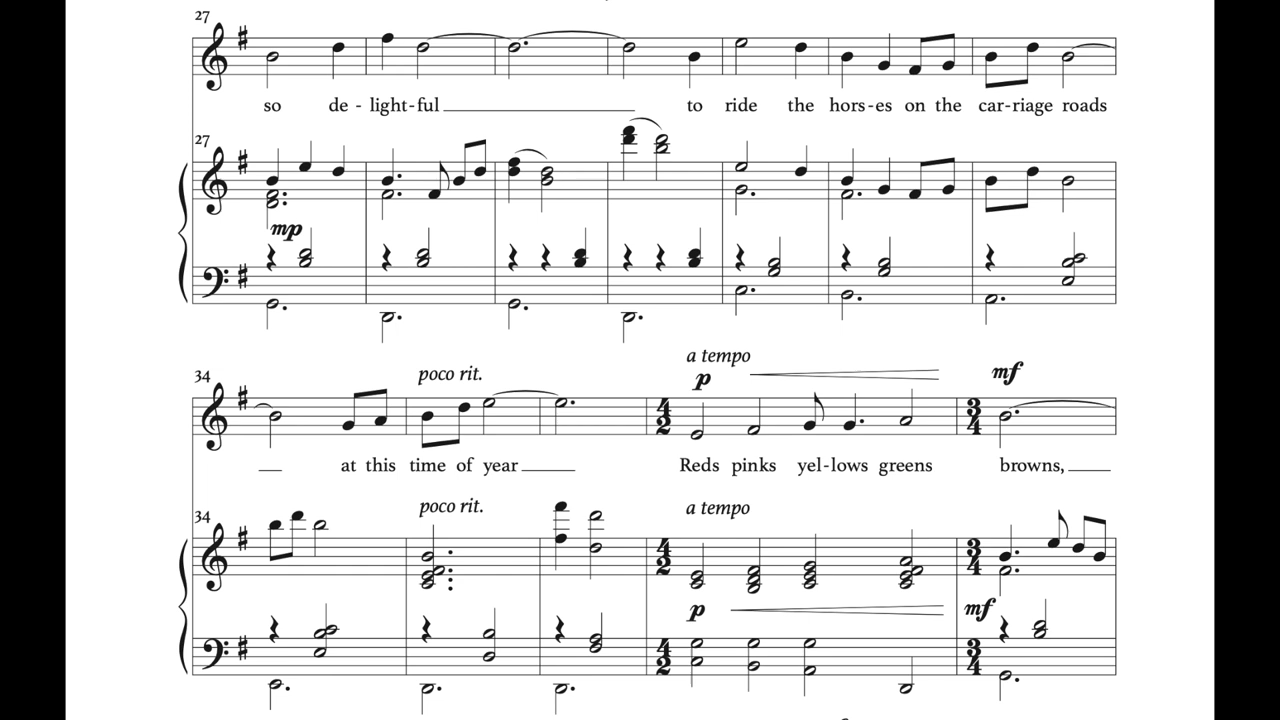 27
so de - light-ful to ride the hors-es on the car-riage roads
27
mp
34 poco rit. a tempo p mf
at this time of year Reds pinks yel-lows greens browns,
34 poco rit. a tempo
p mf